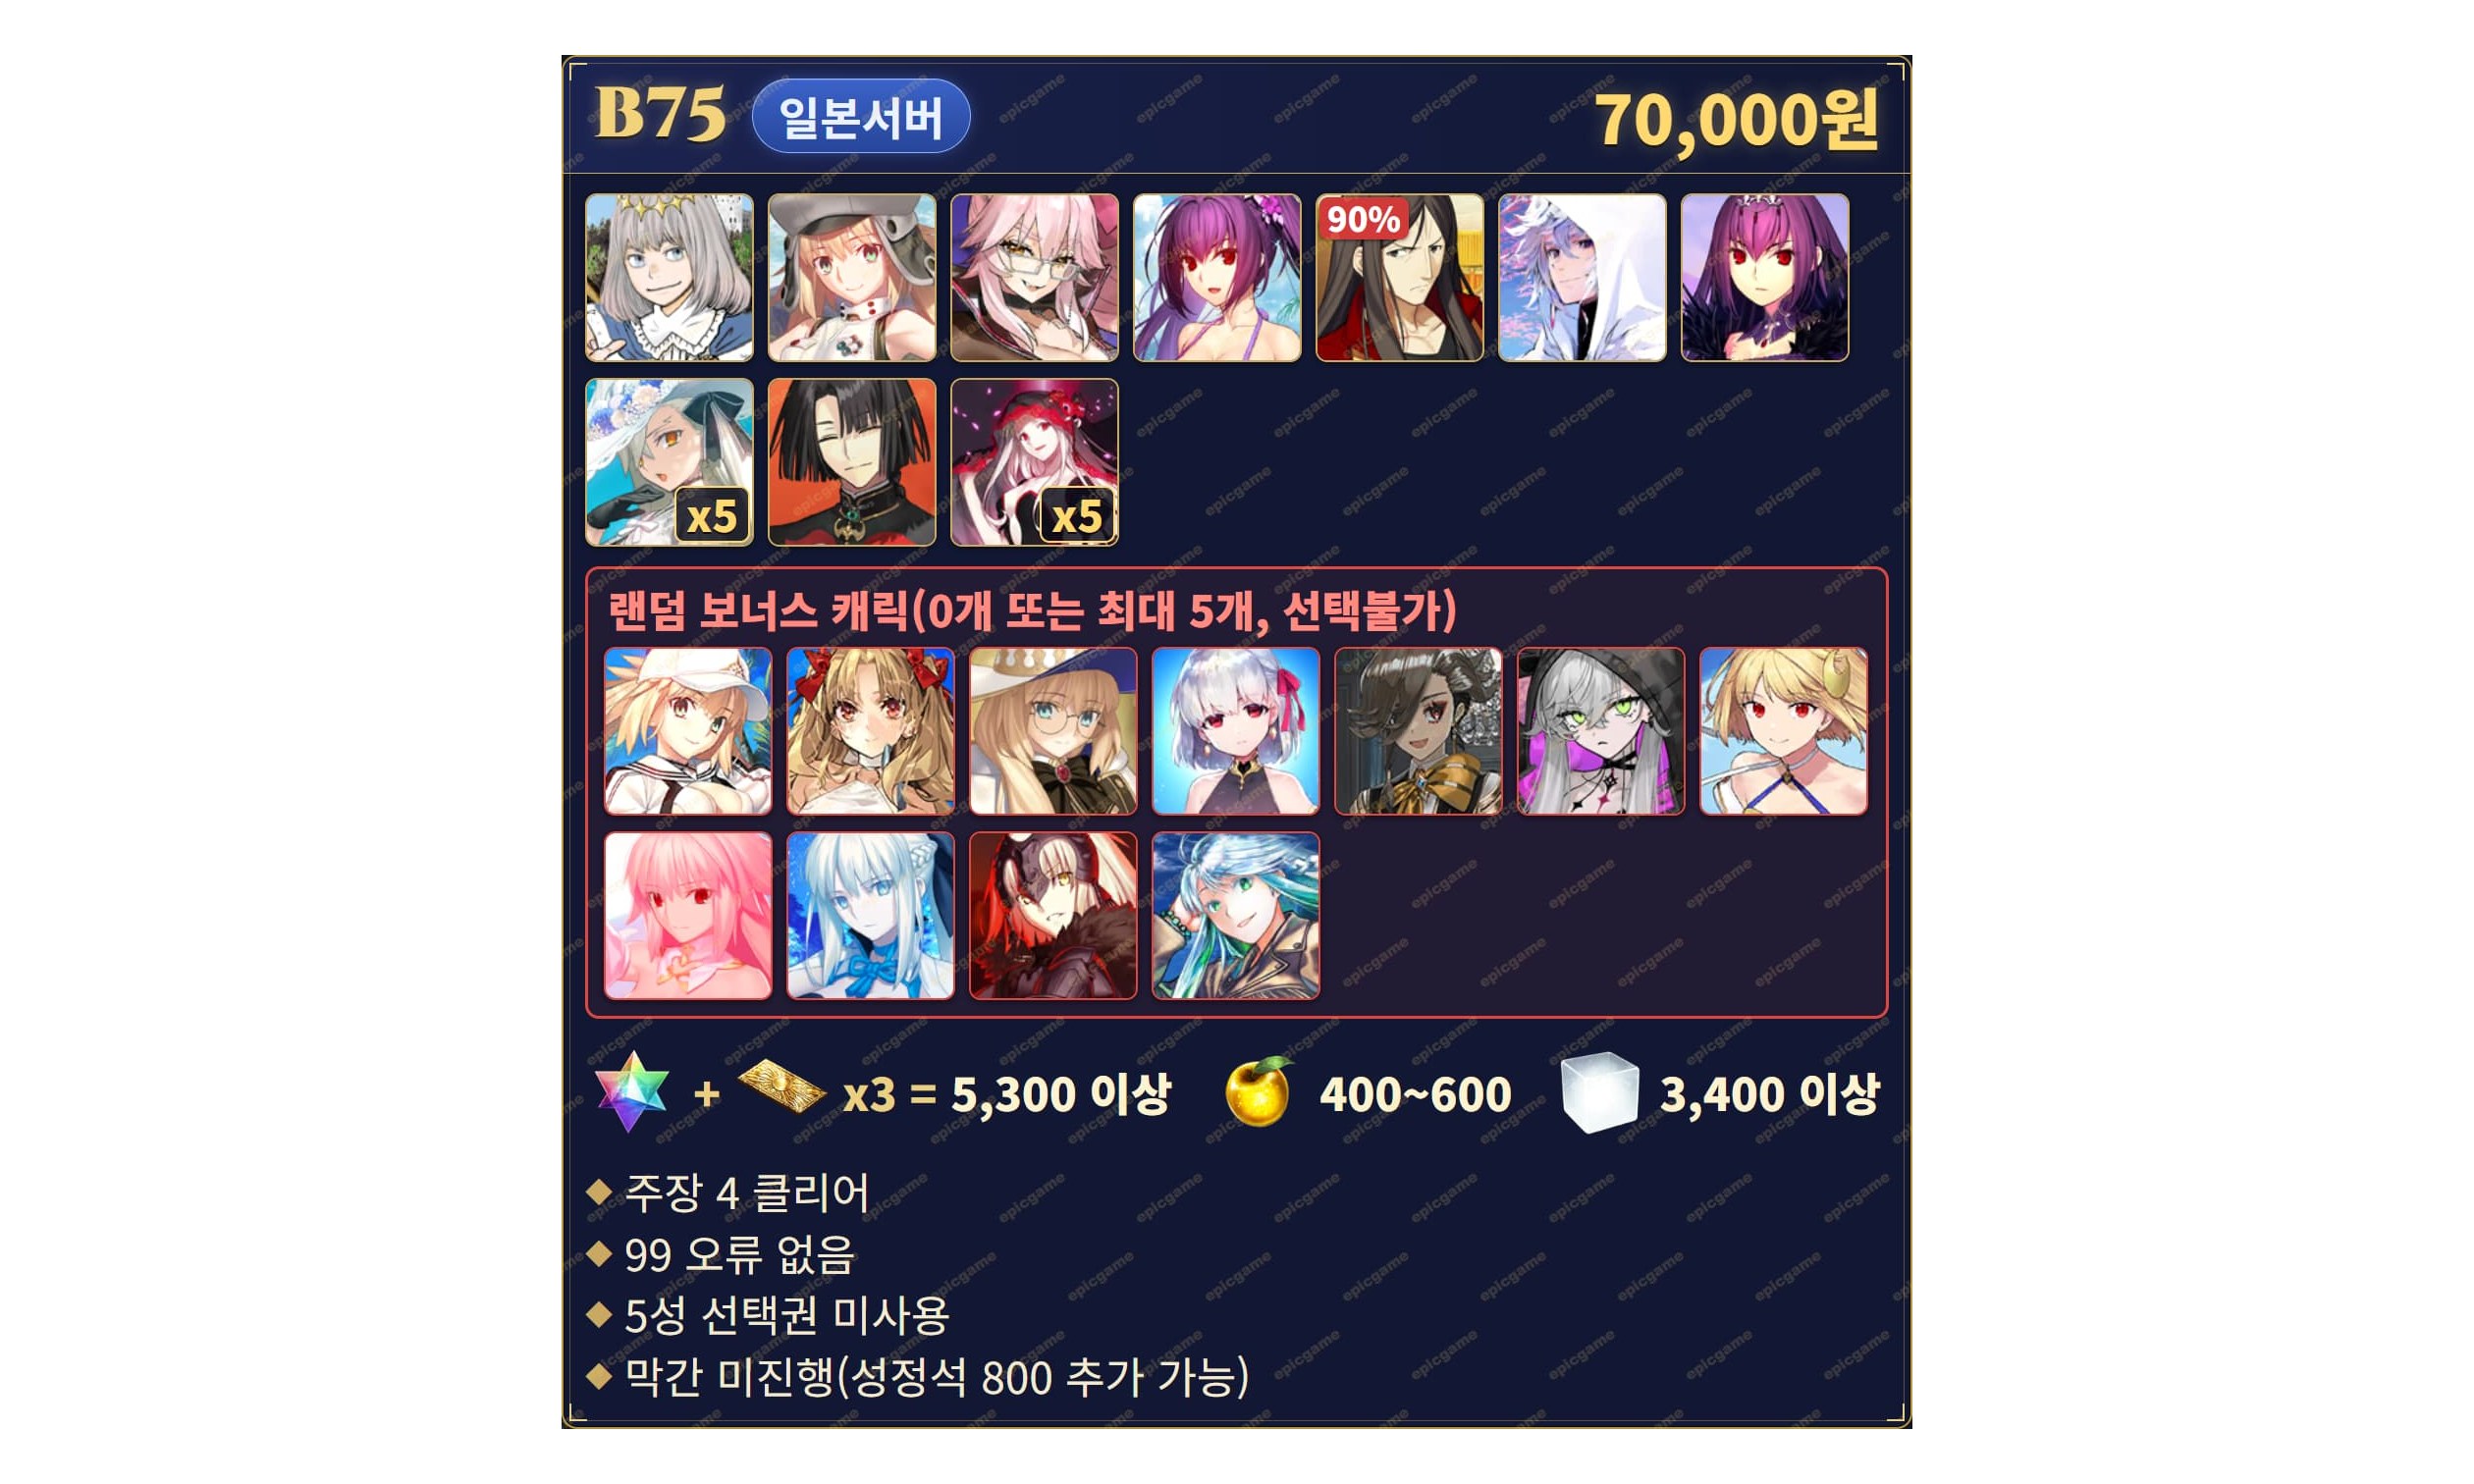 B75 일본서버 70,000원
90%
x5 x5
랜덤 보너스 캐릭(0개 또는 최대 5개, 선택불가)
+ x3 = 5,300 이상 400~600 3,400 이상
주장 4 클리어
99 오류 없음
5성 선택권 미사용
막간 미진행(성정석 800 추가 가능)
epicgame